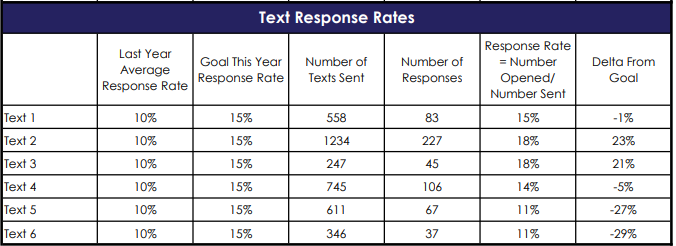 Text Response Rates
Last Year Average Response Rate
Goal This Year Response Rate
Number of Texts Sent
Number of Responses
Response Rate = Number Opened/ Number Sent
Delta From Goal
Text 1 10% 15% 558 83 15% -1%
Text 2 10% 15% 1234 227 18% 23%
Text 3 10% 15% 247 45 18% 21%
Text 4 10% 15% 745 106 14% -5%
Text 5 10% 15% 611 67 11% -27%
Text 6 10% 15% 346 37 11% -29%